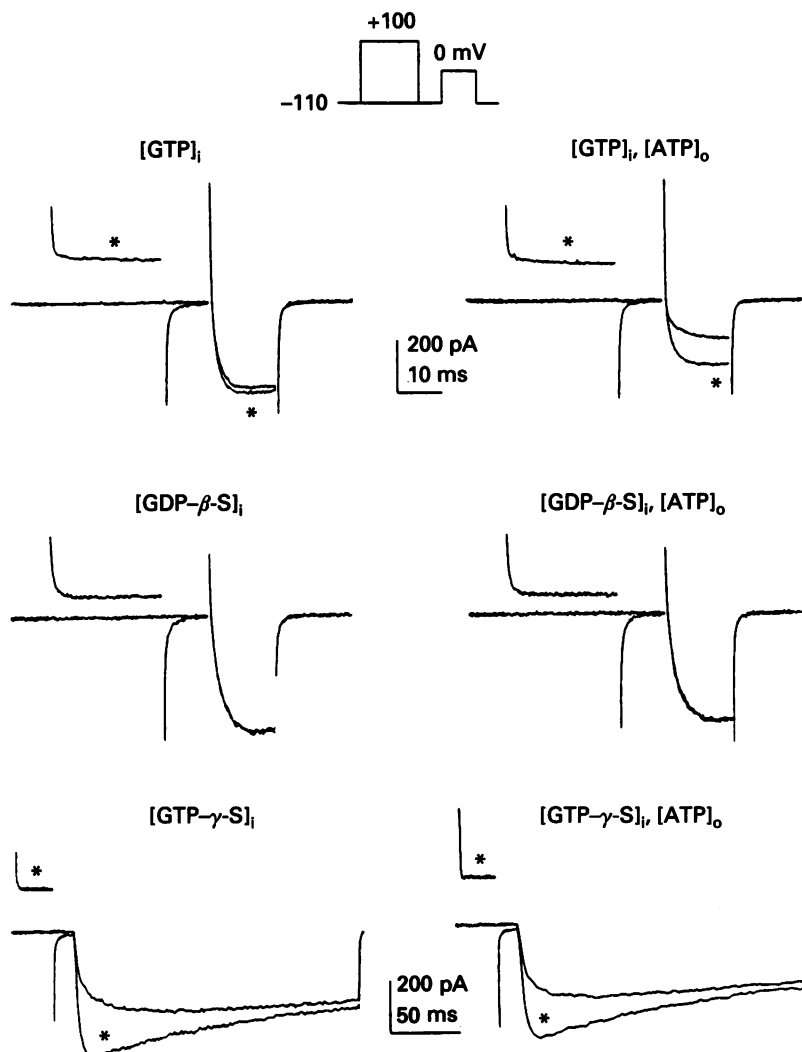 +100
0 mV
−110
[GTP]i
[GTP]i, [ATP]o
*
*
200 pA
10 ms
*
*
[GDP–β-S]i
[GDP–β-S]i, [ATP]o
[GTP–γ-S]i
[GTP–γ-S]i, [ATP]o
*
*
200 pA
50 ms
*
*